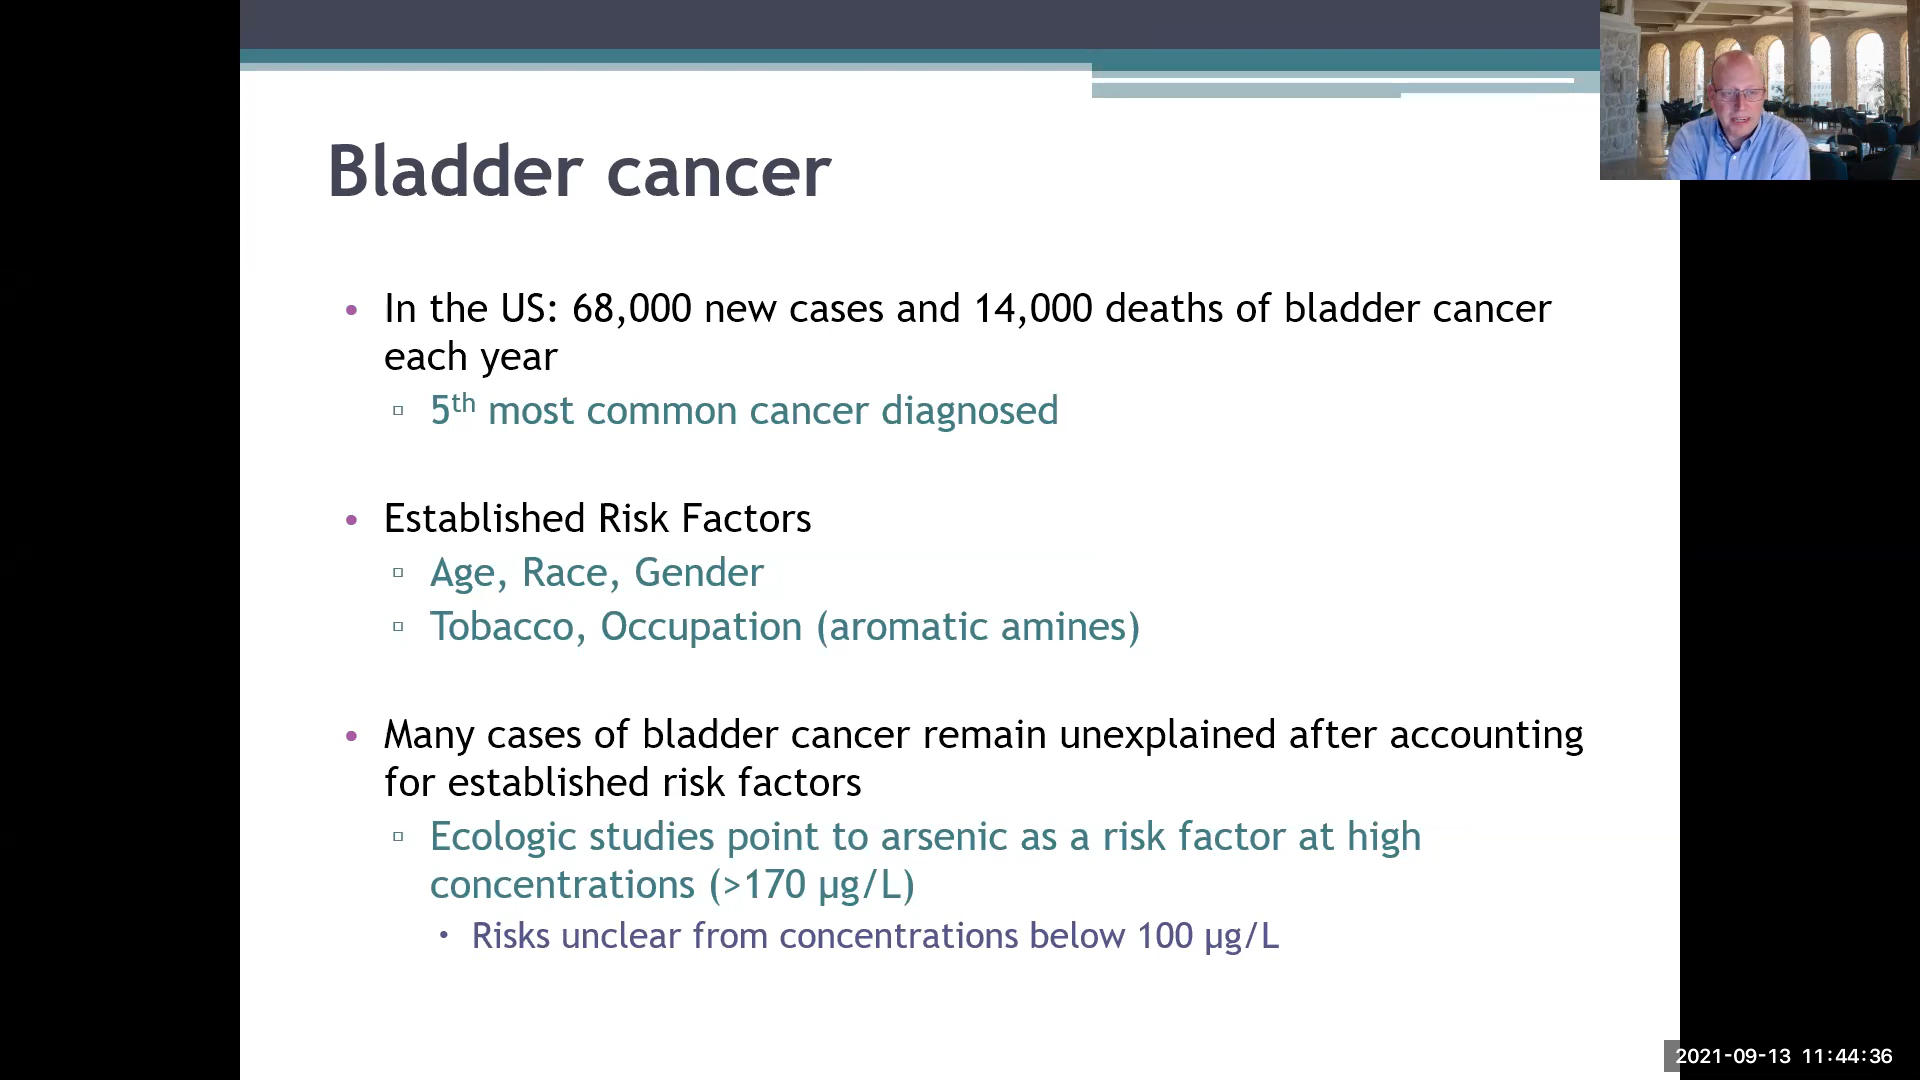 Bladder cancer
• In the US: 68,000 new cases and 14,000 deaths of bladder cancer
each year
▫ 5th most common cancer diagnosed
• Established Risk Factors
▫ Age, Race, Gender
▫ Tobacco, Occupation (aromatic amines)
• Many cases of bladder cancer remain unexplained after accounting
for established risk factors
▫ Ecologic studies point to arsenic as a risk factor at high
concentrations (>170 µg/L)
• Risks unclear from concentrations below 100 µg/L
2021-09-13 11:44:36